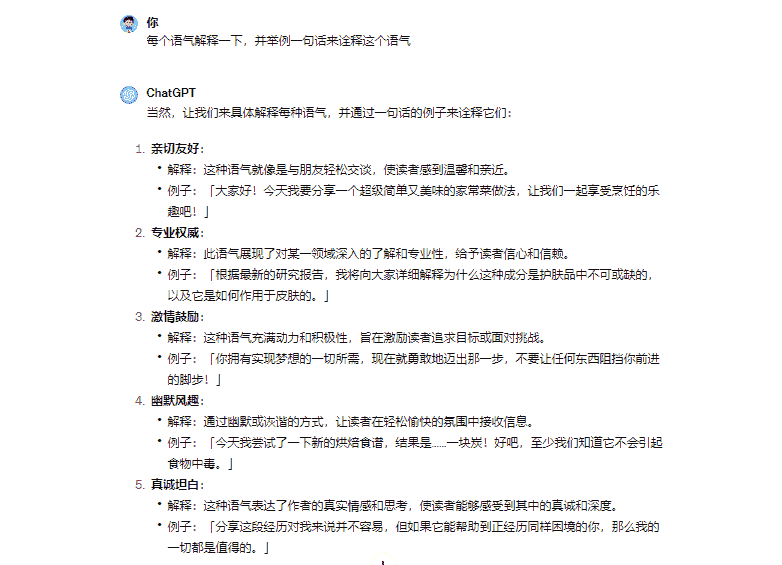 你
每个语气解释一下，并举例一句话来诠释这个语气
ChatGPT
当然，让我们来具体解释每种语气，并通过一句话的例子来诠释它们：
1. 亲切友好：
• 解释：这种语气就像是与朋友轻松交谈，使读者感到温馨和亲近。
• 例子：「大家好！今天我要分享一个超级简单又美味的家常菜做法，让我们一起享受烹饪的乐
趣吧！」
2. 专业权威：
• 解释：此语气展现了对某一领域深入的了解和专业性，给予读者信心和信赖。
• 例子：「根据最新的研究报告，我将向大家详细解释为什么这种成分是护肤品中不可或缺的，
以及它是如何作用于皮肤的。」
3. 激情鼓励：
• 解释：这种语气充满动力和积极性，旨在激励读者追求目标或面对挑战。
• 例子：「你拥有实现梦想的一切所需，现在就勇敢地迈出那一步，不要让任何东西阻挡你前进
的脚步！」
4. 幽默风趣：
• 解释：通过幽默或诙谐的方式，让读者在轻松愉快的氛围中接收信息。
• 例子：「今天我尝试了一下新的烘焙食谱，结果是……一块炭！好吧，至少我们知道它不会引起
食物中毒。」
5. 真诚坦白：
• 解释：这种语气表达了作者的真实情感和思考，使读者能够感受到其中的真诚和深度。
• 例子：「分享这段经历对我来说并不容易，但如果它能帮助到正经历同样困境的你，那么我的
一切都是值得的。」